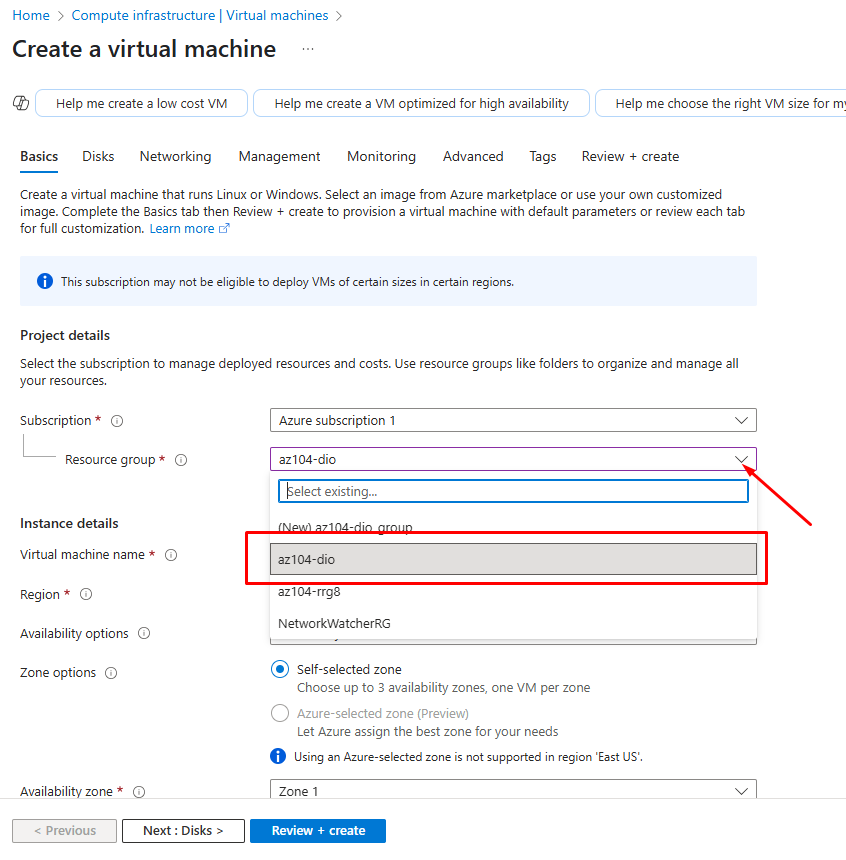 Home > Compute infrastructure | Virtual machines >
Create a virtual machine ...
Help me create a low cost VM
Help me create a VM optimized for high availability
Help me choose the right VM size for my
Basics
Disks
Networking
Management
Monitoring
Advanced
Tags
Review + create
Create a virtual machine that runs Linux or Windows. Select an image from Azure marketplace or use your own customized
image. Complete the Basics tab then Review + create to provision a virtual machine with default parameters or review each tab
for full customization. Learn more
This subscription may not be eligible to deploy VMs of certain sizes in certain regions.
Project details
Select the subscription to manage deployed resources and costs. Use resource groups like folders to organize and manage all
your resources.
Subscription *
Azure subscription 1
Resource group *
az104-dio
Select existing...
(New) az104-dio_group
Instance details
Virtual machine name *
az104-dio
Region *
az104-rrg8
NetworkWatcherRG
Availability options
Zone options
Self-selected zone
Choose up to 3 availability zones, one VM per zone
Azure-selected zone (Preview)
Let Azure assign the best zone for your needs
Using an Azure-selected zone is not supported in region 'East US'.
Availability zone *
Zone 1
< Previous
Next : Disks >
Review + create